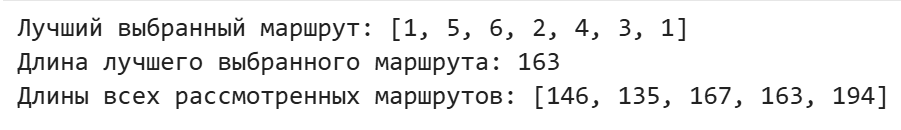 Лучший выбранный маршрут: [1, 5, 6, 2, 4, 3, 1]
Длина лучшего выбранного маршрута: 163
Длины всех рассмотренных маршрутов: [146, 135, 167, 163, 194]